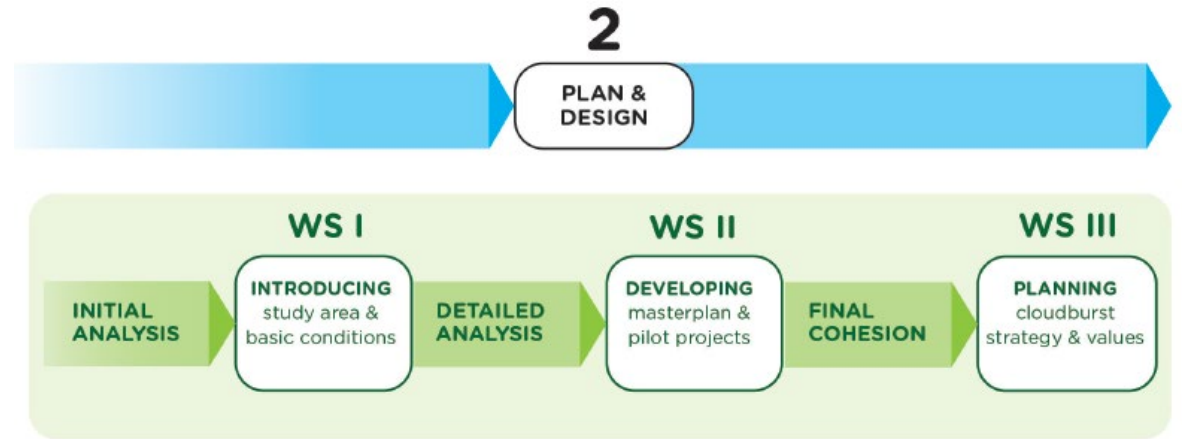 2
PLAN &
DESIGN
WS I
WS II
WS III
INITIAL
ANALYSIS
INTRODUCING
study area &
basic conditions
DETAILED
ANALYSIS
DEVELOPING
masterplan &
pilot projects
FINAL
COHESION
PLANNING
cloudburst
strategy & values